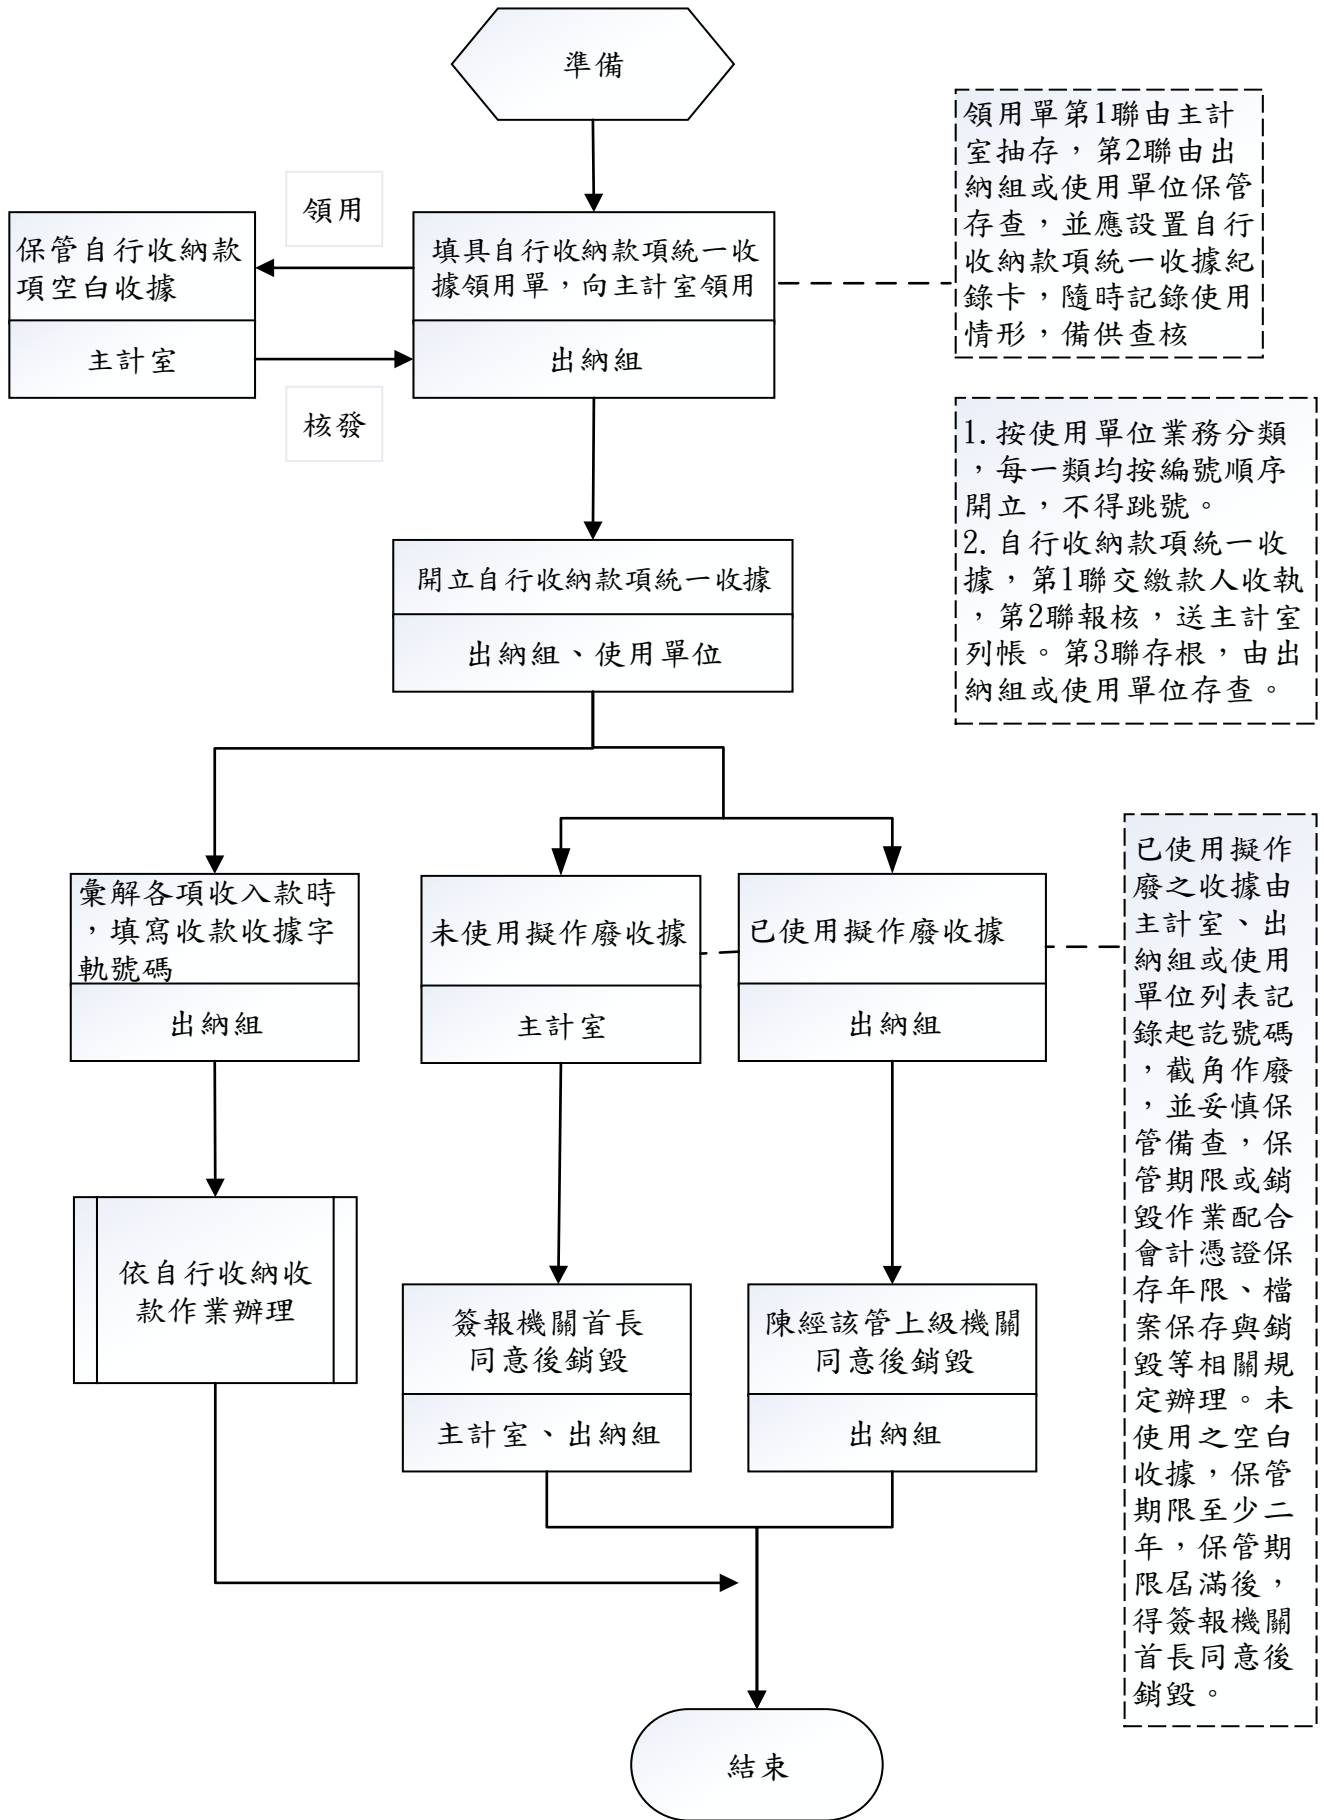 準備
領用單第1聯由主計
室抽存，第2聯由出
納組或使用單位保管
存查，並應設置自行
收納款項統一收據紀
錄卡，隨時記錄使用
情形，備供查核
領用
保管自行收納款
項空白收據
主計室
填具自行收納款項統一收
據領用單，向主計室領用
出納組
核發
1.按使用單位業務分類
，每一類均按編號順序
開立，不得跳號。
2.自行收納款項統一收
據，第1聯交繳款人收執
，第2聯報核，送主計室
列帳。第3聯存根，由出
納組或使用單位存查。
開立自行收納款項統一收據
出納組、使用單位
彙解各項收入款時
，填寫收款收據字
軌號碼
出納組
未使用擬作廢收據
主計室
已使用擬作廢收據
出納組
已使用擬作
廢之收據由
主計室、出
納組或使用
單位列表記
錄起訖號碼
，截角作廢
，並妥慎保
管備查，保
管期限或銷
毀作業配合
會計憑證保
存年限、檔
案保存與銷
毀等相關規
定辦理。未
使用之空白
收據，保管
期限至少二
年，保管期
限屆滿後，
得簽報機關
首長同意後
銷毀。
依自行收納收
款作業辦理
簽報機關首長
同意後銷毀
主計室、出納組
陳經該管上級機關
同意後銷毀
出納組
結束